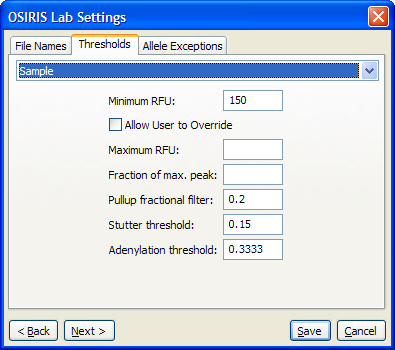 OSIRIS Lab Settings
File Names Thresholds Allele Exceptions
Sample
Minimum RFU: 150
Allow User to Override
Maximum RFU:
Fraction of max. peak:
Pullup fractional filter: 0.2
Stutter threshold: 0.15
Adenylation threshold: 0.3333
< Back Next > Save Cancel